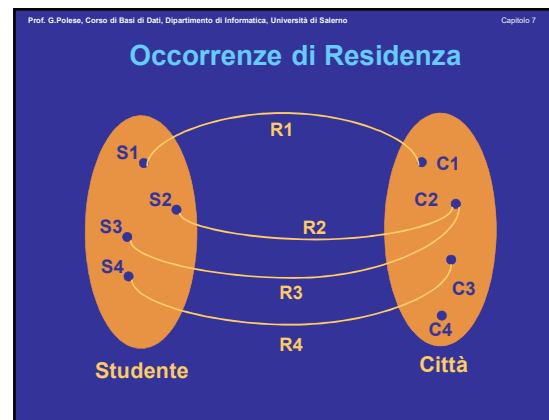 Prof. G.Polese, Corso di Basi di Dati, Dipartimento di Informatica, Università di Salerno Capitolo 7
Occorrenze di Residenza
R1
S1
C1
S2
C2
S3
R2
S4
R3
C3
C4
R4
Studente
Città